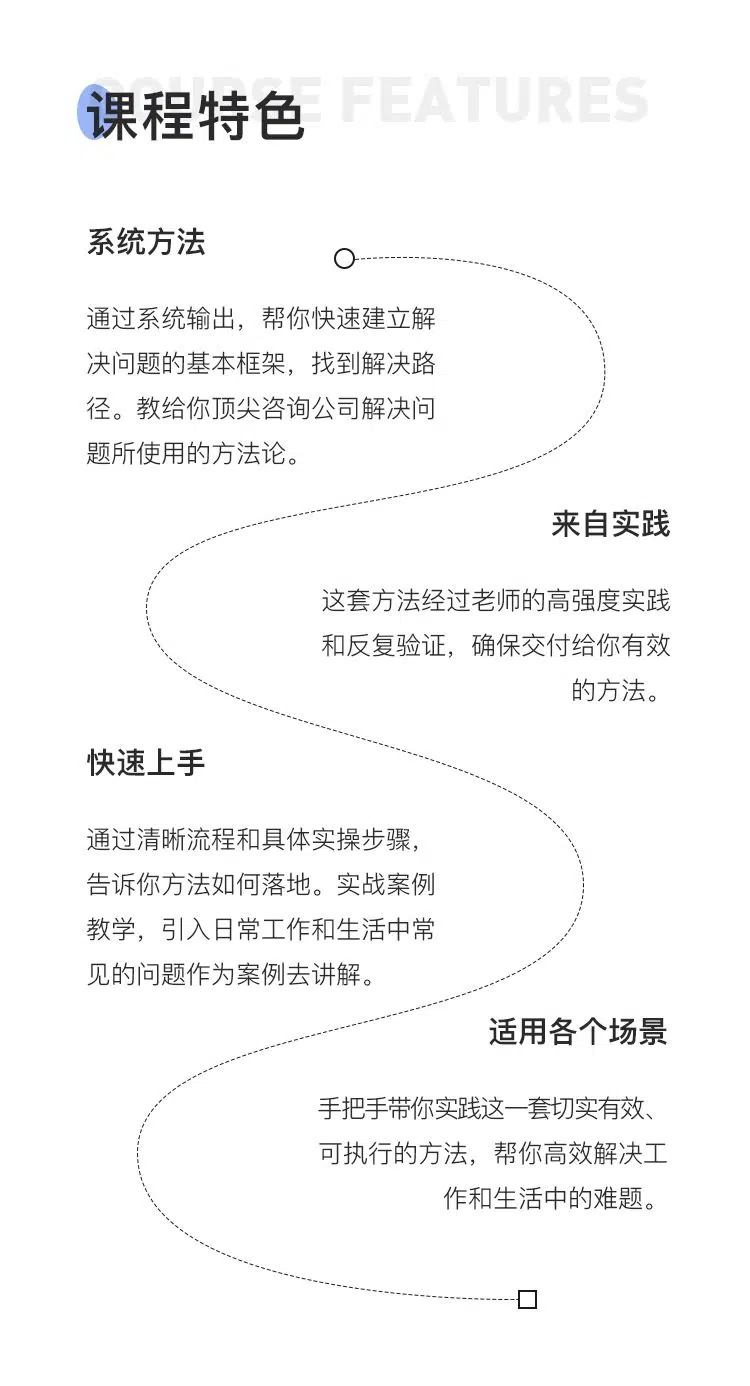 COURSE FEATURES
课程特色
系统方法
通过系统输出，帮你快速建立解
决问题的基本框架，找到解决路
径。教给你顶尖咨询公司解决问
题所使用的方法论。
来自实践
这套方法经过老师的高强度实践
和反复验证，确保交付给你有效
的方法。
快速上手
通过清晰流程和具体实操步骤，
告诉你方法如何落地。实战案例
教学，引入日常工作和生活中常
见的问题作为案例去讲解。
适用各个场景
手把手带你实践这一套切实有效、
可执行的方法，帮你高效解决工
作和生活中的难题。